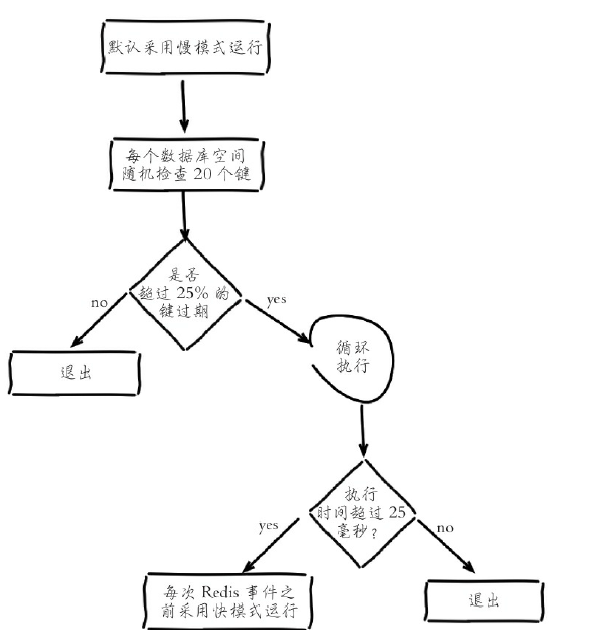 默认采用慢模式运行
每个数据库空间
随机检查 20 个键
是否
超过 25% 的
键过期
no
yes
退出
循环
执行
执行
时间超过 25
毫秒？
yes
no
每次 Redis 事件之
前采用快模式运行
退出